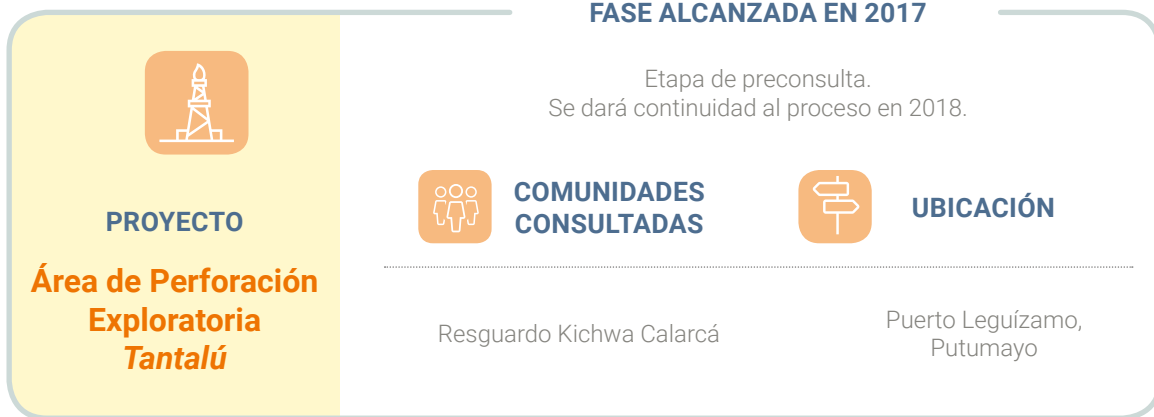 FASE ALCANZADA EN 2017
Etapa de preconsulta.
Se dará continuidad al proceso en 2018.
PROYECTO
Área de Perforación
Exploratoria
Tantalú
COMUNIDADES
CONSULTADAS
UBICACIÓN
Resguardo Kichwa Calarcá
Puerto Leguízamo,
Putumayo